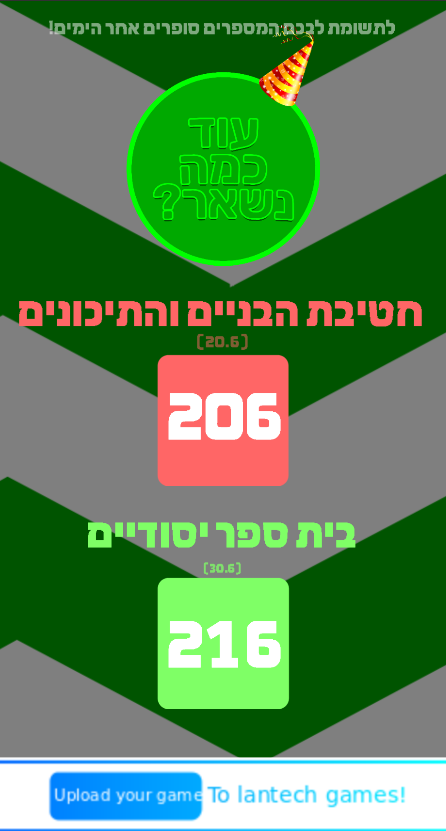 לתשומת לבכם המספרים סופרים אחר הימים!
עוד
כמה
נשאר?
חטיבת הבניים והתיכונים
(20.6)
206
בית ספר יסודיים
(30.6)
216
Upload your game To lantech games!